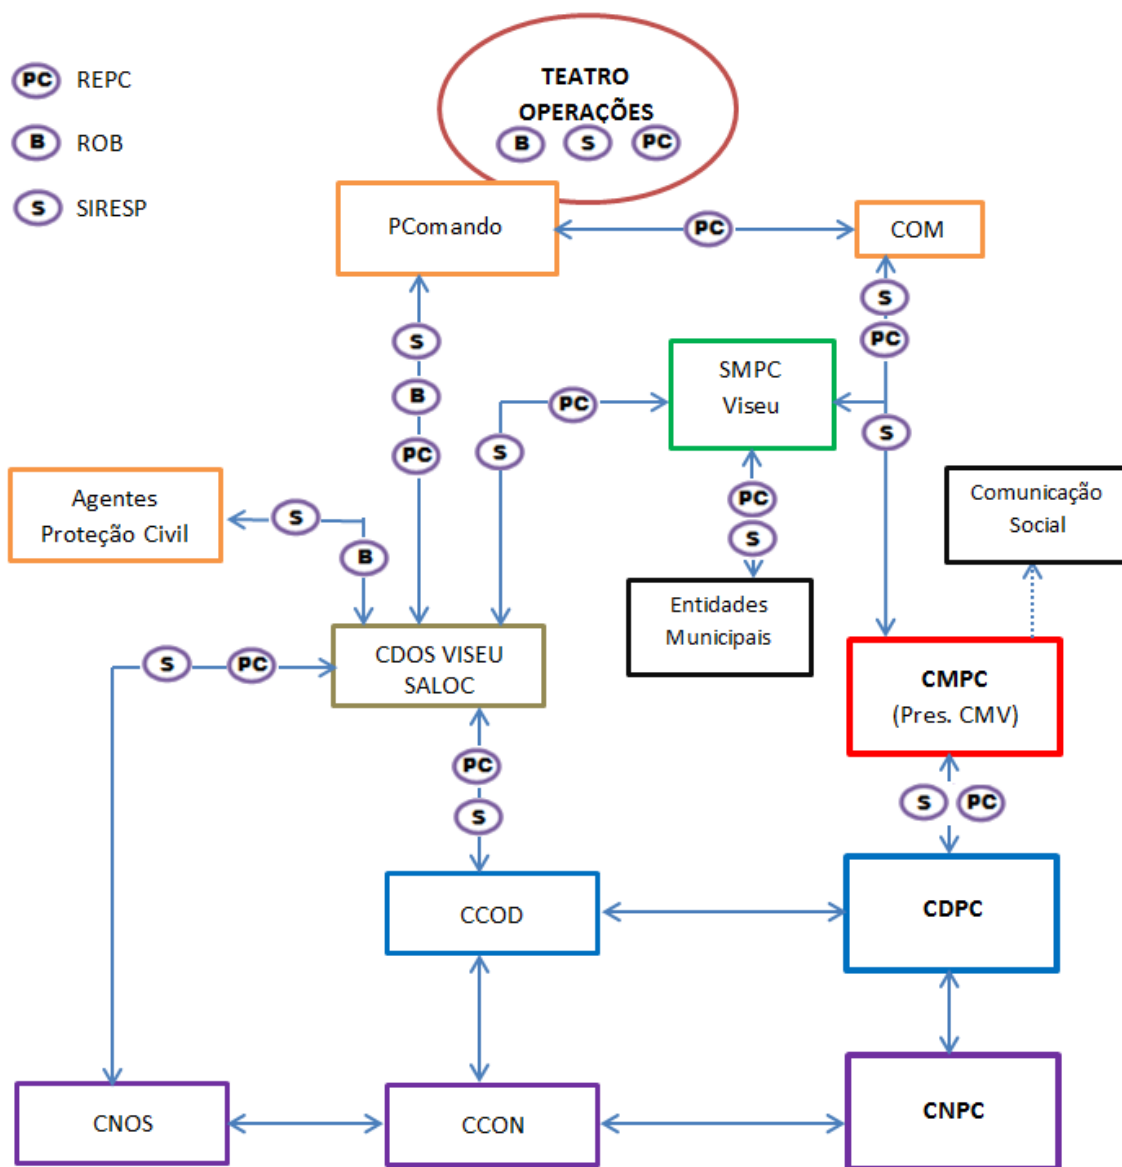 PC REPC
B ROB
S SIRESP
TEATRO
OPERAÇÕES
B S PC
PComando
PC
COM
S
PC
S
B
PC
SMPC
Viseu
PC
S
S
PC
S
Agentes
Proteção Civil
S
B
Comunicação
Social
Entidades
Municipais
CDOS VISEU
SALOC
S PC
CMPC
(Pres. CMV)
PC
S
S PC
CCOD
CDPC
CNOS
CCON
CNPC